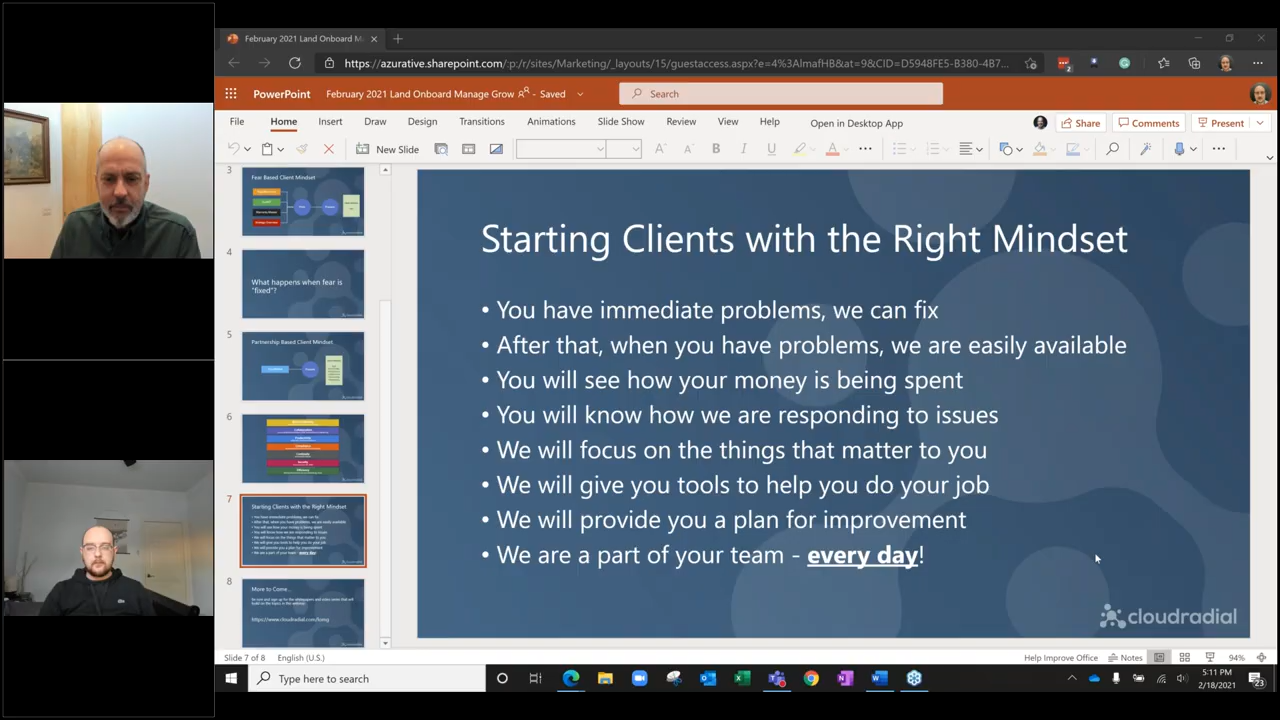 February 2021 Land Onboard M
https://azurative.sharepoint.com/:p:/r/sites/Marketing/_layouts/15/guestaccess.aspx?e=4%3AlmafHB&at=9&CID=D5948FE5-B380-4B7...
PowerPoint
February 2021 Land Onboard Manage Grow - Saved
Search
File Home Insert Draw Design Transitions Animations Slide Show Review View Help Open in Desktop App
Share Comments Present
New Slide
3
Fear Based Client Mindset
4
What happens when fear is
"fixed"?
5
Partnership Based Client Mindset
6
7
Starting Clients with the Right Mindset
8
More to Come...
Starting Clients with the Right Mindset
• You have immediate problems, we can fix
• After that, when you have problems, we are easily available
• You will see how your money is being spent
• You will know how we are responding to issues
• We will focus on the things that matter to you
• We will give you tools to help you do your job
• We will provide you a plan for improvement
• We are a part of your team - every day!
cloudradial
Slide 7 of 8 English (U.S.)
Help Improve Office Notes 94%
Type here to search
5:11 PM
2/18/2021
23